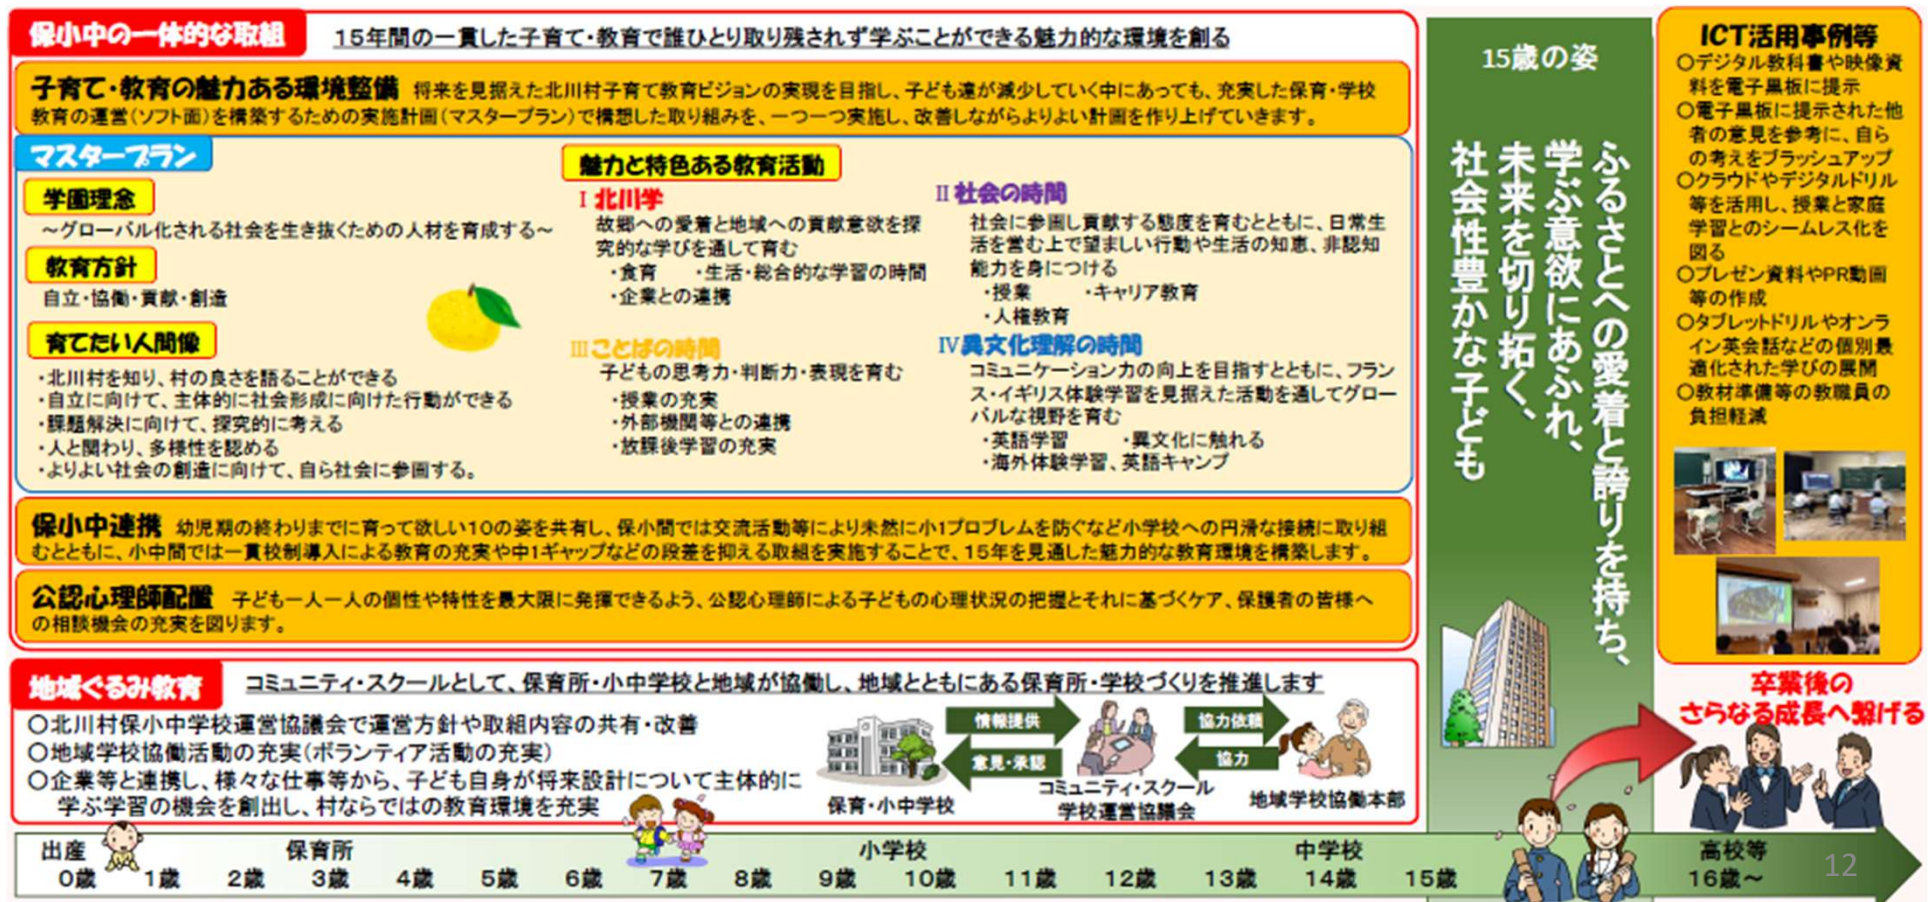 保小中の一体的な取組
15年間の一貫した子育て・教育で誰ひとり取り残されず学ぶことができる魅力的な環境を創る
子育て・教育の魅力ある環境整備 将来を見据えた北川村子育て教育ビジョンの実現を目指し、子ども達が減少していく中にあっても、充実した保育・学校
教育の運営(ソフト面)を構築するための実施計画(マスタープラン)で構想した取り組みを、一つ一つ実施し、改善しながらよりよい計画を作り上げていきます。
マスタープラン
学園理念
～グローバル化される社会を生き抜くための人材を育成する～
教育方針
自立・協働・貢献・創造
育てたい人間像
・北川村を知り、村の良さを語ることができる
・自立に向けて、主体的に社会形成に向けた行動ができる
・課題解決に向けて、探究的に考える
・人と関わり、多様性を認める
・よりよい社会の創造に向けて、自ら社会に参画する。
魅力と特色ある教育活動
Ⅰ 北川学
故郷への愛着と地域への貢献意欲を探
究的な学びを通して育む
・食育 ・生活・総合的な学習の時間
・企業との連携
Ⅱ 社会の時間
社会に参画し貢献する態度を育むとともに、日常生
活を営む上で望ましい行動や生活の知恵、非認知
能力を身につける
・授業 ・キャリア教育
・人権教育
Ⅲ ことばの時間
子どもの思考力・判断力・表現を育む
・授業の充実
・外部機関等との連携
・放課後学習の充実
Ⅳ 異文化理解の時間
コミュニケーション力の向上を目指すとともに、フラン
ス・イギリス体験学習を見据えた活動を通してグロー
バルな視野を育む
・英語学習 ・異文化に触れる
・海外体験学習、英語キャンプ
保小中連携 幼児期の終わりまでに育って欲しい10の姿を共有し、保小間では交流活動等により未然に小1プロブレムを防ぐなど小学校への円滑な接続に取り組
むとともに、小中間では一貫校制導入による教育の充実や中1ギャップなどの段差を抑える取組を実施することで、15年を見通した魅力的な教育環境を構築します。
公認心理師配置 子ども一人一人の個性や特性を最大限に発揮できるよう、公認心理師による子どもの心理状況の把握とそれに基づくケア、保護者の皆様へ
の相談機会の充実を図ります。
地域ぐるみ教育
コミュニティ・スクールとして、保育所・小中学校と地域が協働し、地域とともにある保育所・学校づくりを推進します
○北川村保小中学校運営協議会で運営方針や取組内容の共有・改善
○地域学校協働活動の充実(ボランティア活動の充実)
○企業等と連携し、様々な仕事等から、子ども自身が将来設計について主体的に
学ぶ学習の機会を創出し、村ならではの教育環境を充実
情報提供
意見・承認
協力依頼
協力
保育・小中学校
コミュニティ・スクール
学校運営協議会
地域学校協働本部
15歳の姿
ふるさとへの愛着と誇りを持ち、
学ぶ意欲にあふれ、
未来を切り拓く、
社会性豊かな子ども
ICT活用事例等
○デジタル教科書や映像資
料を電子黒板に提示
○電子黒板に提示された他
者の意見を参考に、自ら
の考えをブラッシュアップ
○クラウドやデジタルドリル
等を活用し、授業と家庭
学習とのシームレス化を
図る
○プレゼン資料やPR動画
等の作成
○タブレットドリルやオンラ
イン英会話などの個別最
適化された学びの展開
○教材準備等の教職員の
負担軽減
卒業後の
さらなる成長へ繋げる
出産 保育所 小学校 中学校 高校等
0歳 1歳 2歳 3歳 4歳 5歳 6歳 7歳 8歳 9歳 10歳 11歳 12歳 13歳 14歳 15歳 16歳～
12